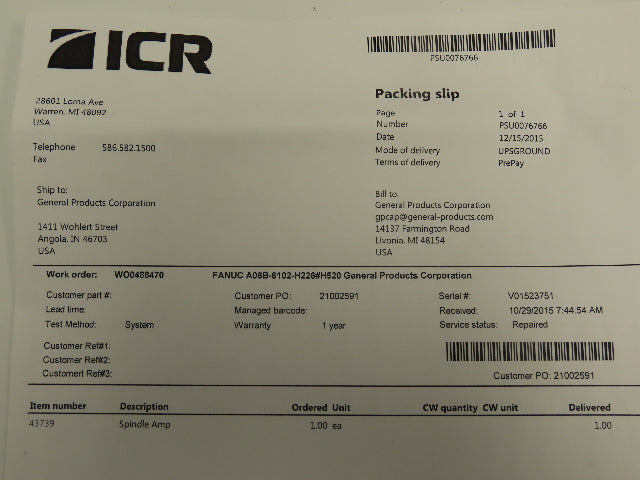 ICR
PSU0076766
28601 Lorna Ave
Warren, MI 48092
USA
Telephone 586.582.1500
Fax
Packing slip
Page 1 of 1
Number PSU0076766
Date 12/15/2015
Mode of delivery UPSGROUND
Terms of delivery PrePay
Ship to:
General Products Corporation
1411 Wohlert Street
Angola, IN 46703
USA
Bill to:
General Products Corporation
gpcap@general-products.com
14137 Farmington Road
Livonia, MI 48154
USA
Work order: WO0488470 FANUC A06B-6102-H226#H520 General Products Corporation
Customer part #: Customer PO: 21002591 Serial #: V01523751
Lead time: Managed barcode: Received: 10/29/2015 7:44:54 AM
Test Method: System Warranty 1 year Service status: Repaired
Customer Ref#1:
Customer Ref#2:
Customer Ref#3:
Customer PO: 21002591
Item number Description Ordered Unit CW quantity CW unit Delivered
43739 Spindle Amp 1.00 ea 1.00